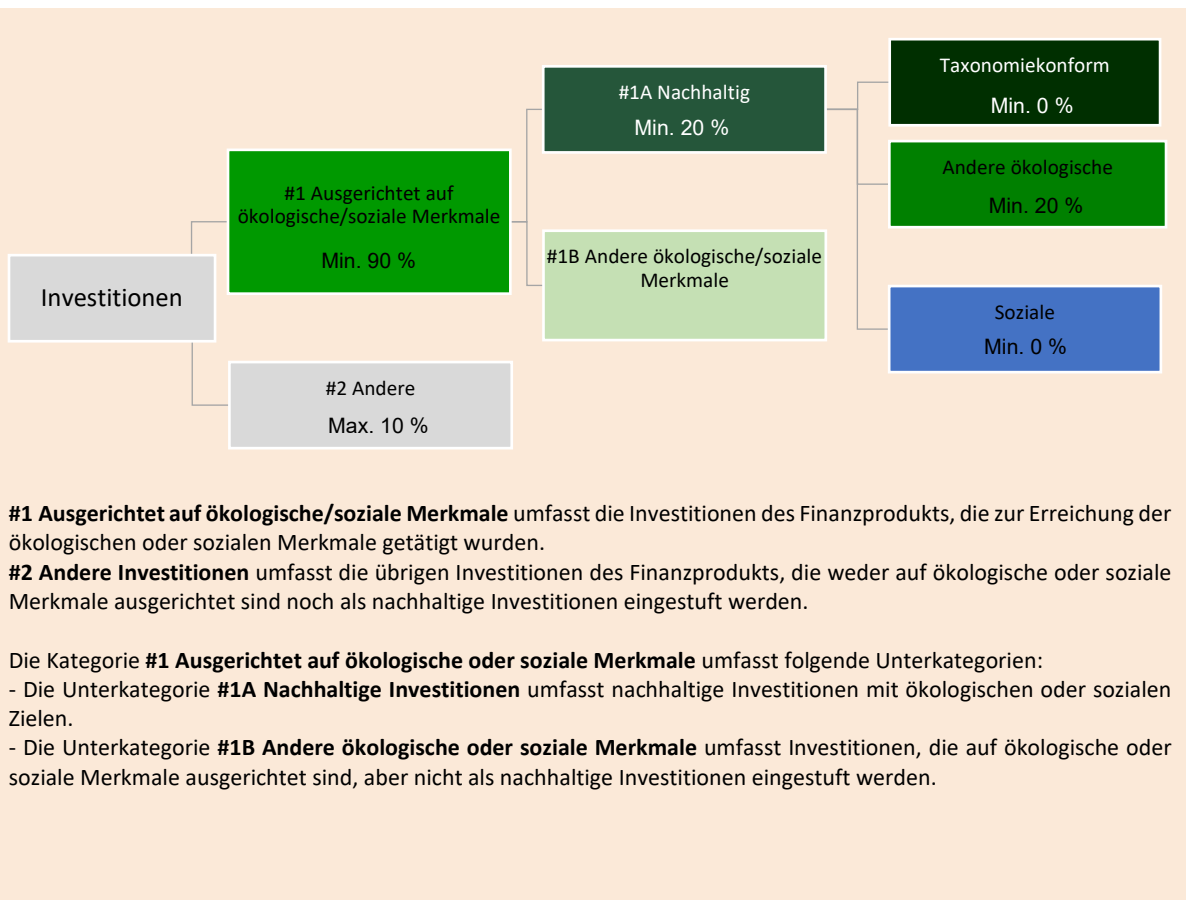 Investitionen
#1 Ausgerichtet auf
ökologische/soziale Merkmale
Min. 90 %
#2 Andere
Max. 10 %
#1A Nachhaltig
Min. 20 %
#1B Andere ökologische/soziale
Merkmale
Taxonomiekonform
Min. 0 %
Andere ökologische
Min. 20 %
Soziale
Min. 0 %
#1 Ausgerichtet auf ökologische/soziale Merkmale umfasst die Investitionen des Finanzprodukts, die zur Erreichung der
ökologischen oder sozialen Merkmale getätigt wurden.
#2 Andere Investitionen umfasst die übrigen Investitionen des Finanzprodukts, die weder auf ökologische oder soziale
Merkmale ausgerichtet sind noch als nachhaltige Investitionen eingestuft werden.
Die Kategorie #1 Ausgerichtet auf ökologische oder soziale Merkmale umfasst folgende Unterkategorien:
- Die Unterkategorie #1A Nachhaltige Investitionen umfasst nachhaltige Investitionen mit ökologischen oder sozialen
Zielen.
- Die Unterkategorie #1B Andere ökologische oder soziale Merkmale umfasst Investitionen, die auf ökologische oder
soziale Merkmale ausgerichtet sind, aber nicht als nachhaltige Investitionen eingestuft werden.